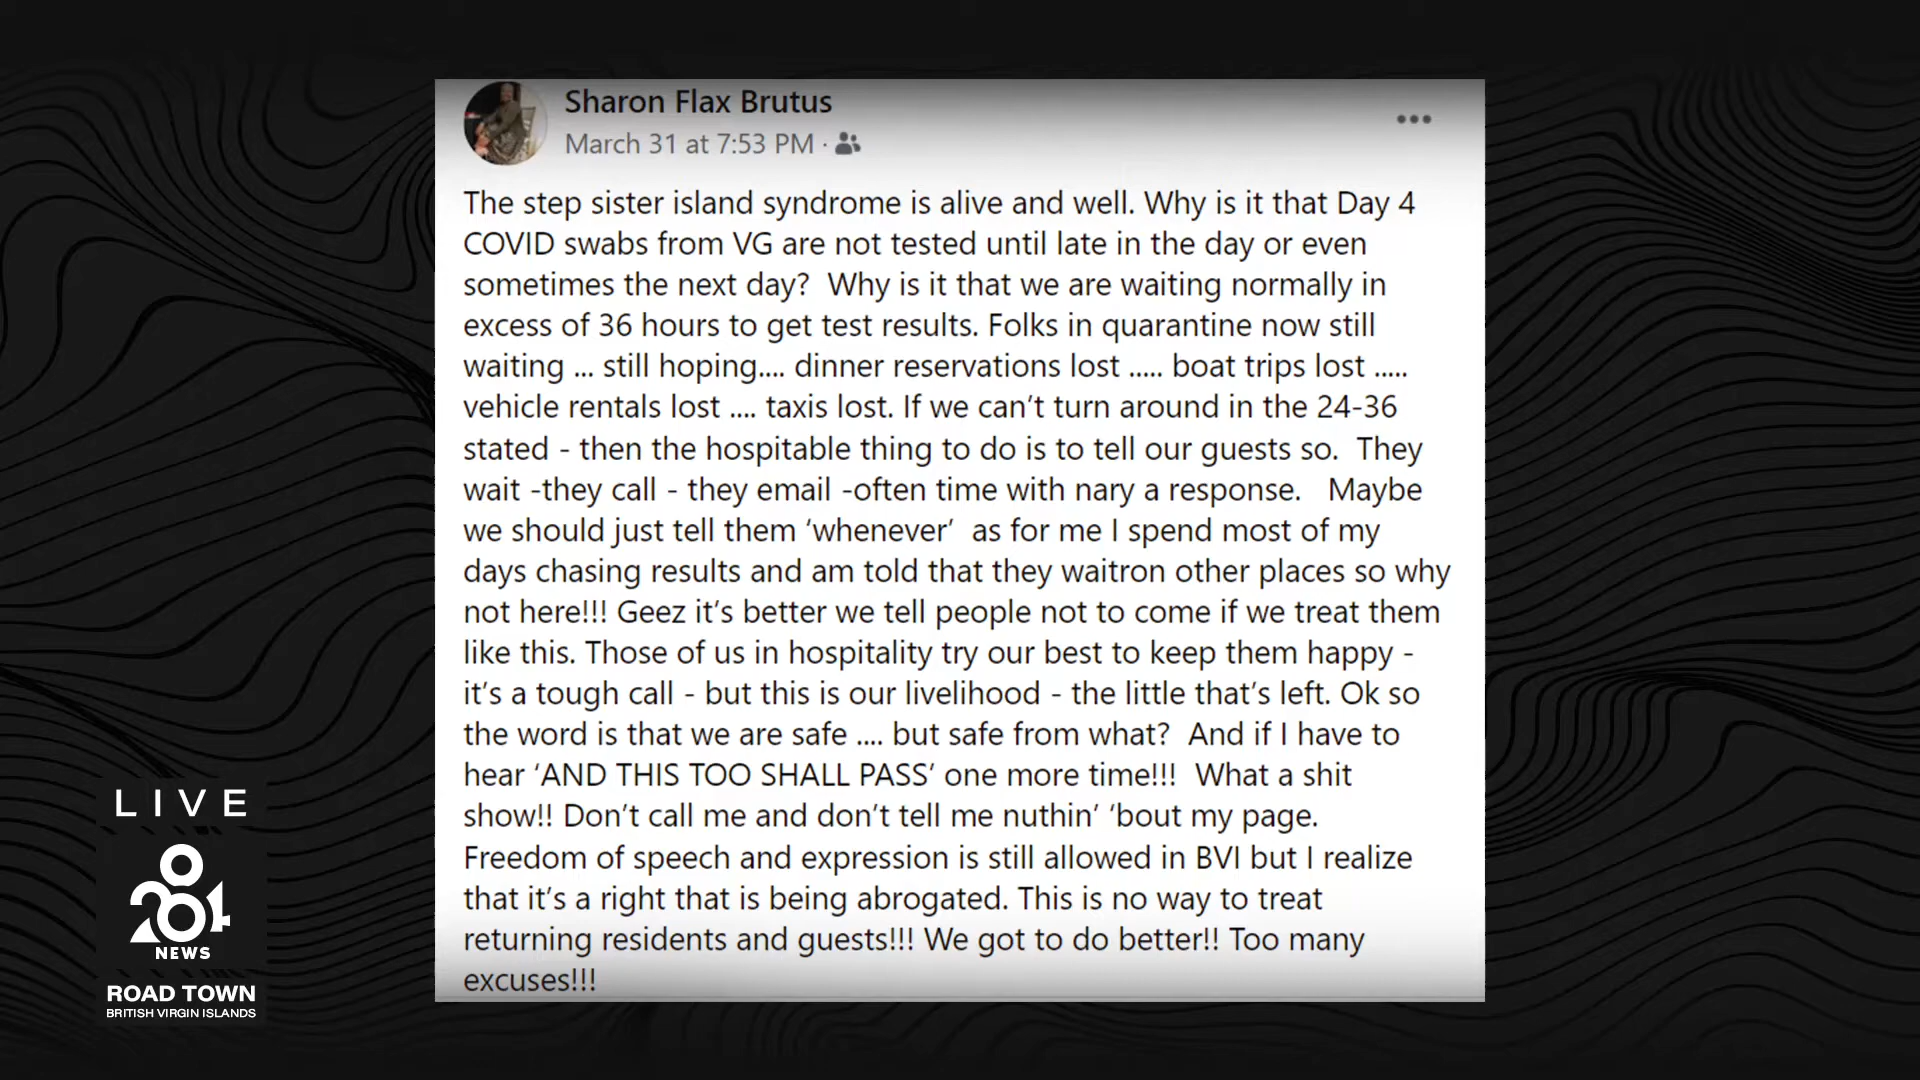 Sharon Flax Brutus
March 31 at 7:53 PM ·
The step sister island syndrome is alive and well. Why is it that Day 4
COVID swabs from VG are not tested until late in the day or even
sometimes the next day?  Why is it that we are waiting normally in
excess of 36 hours to get test results. Folks in quarantine now still
waiting ... still hoping.... dinner reservations lost ..... boat trips lost .....
vehicle rentals lost .... taxis lost. If we can’t turn around in the 24-36
stated - then the hospitable thing to do is to tell our guests so.  They
wait -they call - they email -often time with nary a response.   Maybe
we should just tell them ‘whenever’  as for me I spend most of my
days chasing results and am told that they waitron other places so why
not here!!! Geez it’s better we tell people not to come if we treat them
like this. Those of us in hospitality try our best to keep them happy -
it’s a tough call - but this is our livelihood - the little that’s left. Ok so
the word is that we are safe .... but safe from what?  And if I have to
hear ‘AND THIS TOO SHALL PASS’ one more time!!!  What a shit
show!! Don’t call me and don’t tell me nuthin’ ‘bout my page.
Freedom of speech and expression is still allowed in BVI but I realize
that it’s a right that is being abrogated. This is no way to treat
returning residents and guests!!! We got to do better!! Too many
excuses!!!
LIVE
284
NEWS
ROAD TOWN
BRITISH VIRGIN ISLANDS